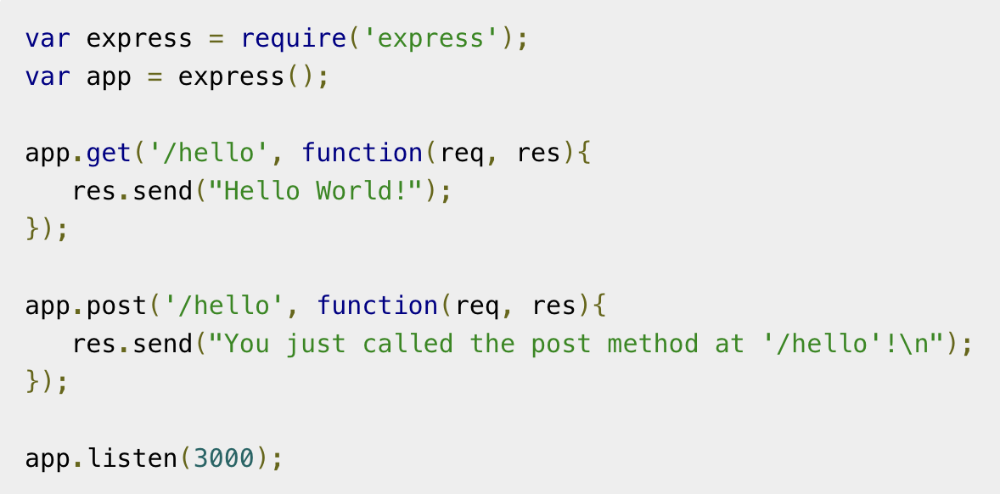 var express = require('express');
var app = express();

app.get('/hello', function(req, res){
   res.send("Hello World!");
});

app.post('/hello', function(req, res){
   res.send("You just called the post method at '/hello'!\n");
});

app.listen(3000);